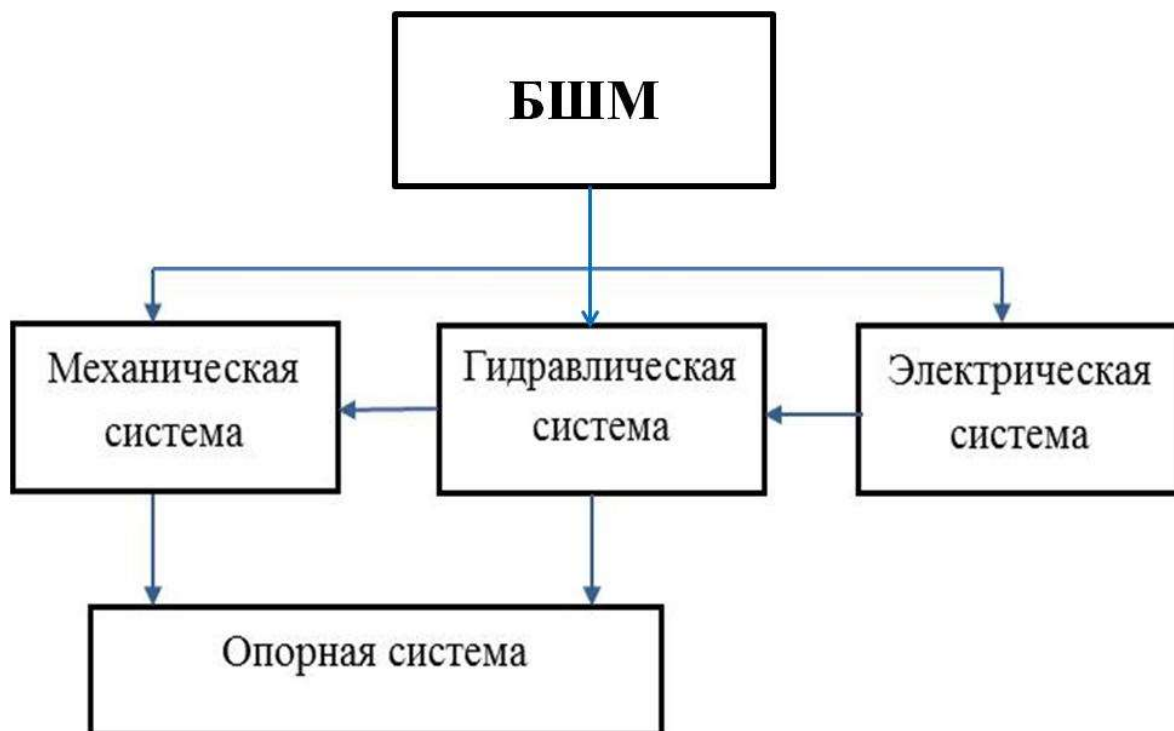 БШМ
Механическая
система
Гидравлическая
система
Электрическая
система
Опорная система